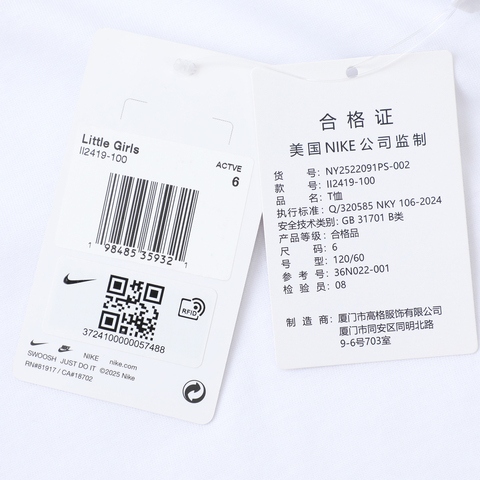 Little Girls
II2419-100
ACTVE
6
1 98485 35932 1
RFID
3724100000057488
NIKE nike.com
SWOOSH JUST DO IT ©2025 Nike
RN#81917 / CA#18702
合格证
美国NIKE公司监制
货号: NY2522091PS-002
款号: II2419-100
品名: T恤
执行标准: Q/320585 NKY 106-2024
安全技术类别: GB 31701 B类
产品等级: 合格品
尺码: 6
号型: 120/60
参考号: 36N022-001
检验员: 08
制造商: 厦门市高格服饰有限公司
厦门市同安区同明北路
9-6号703室